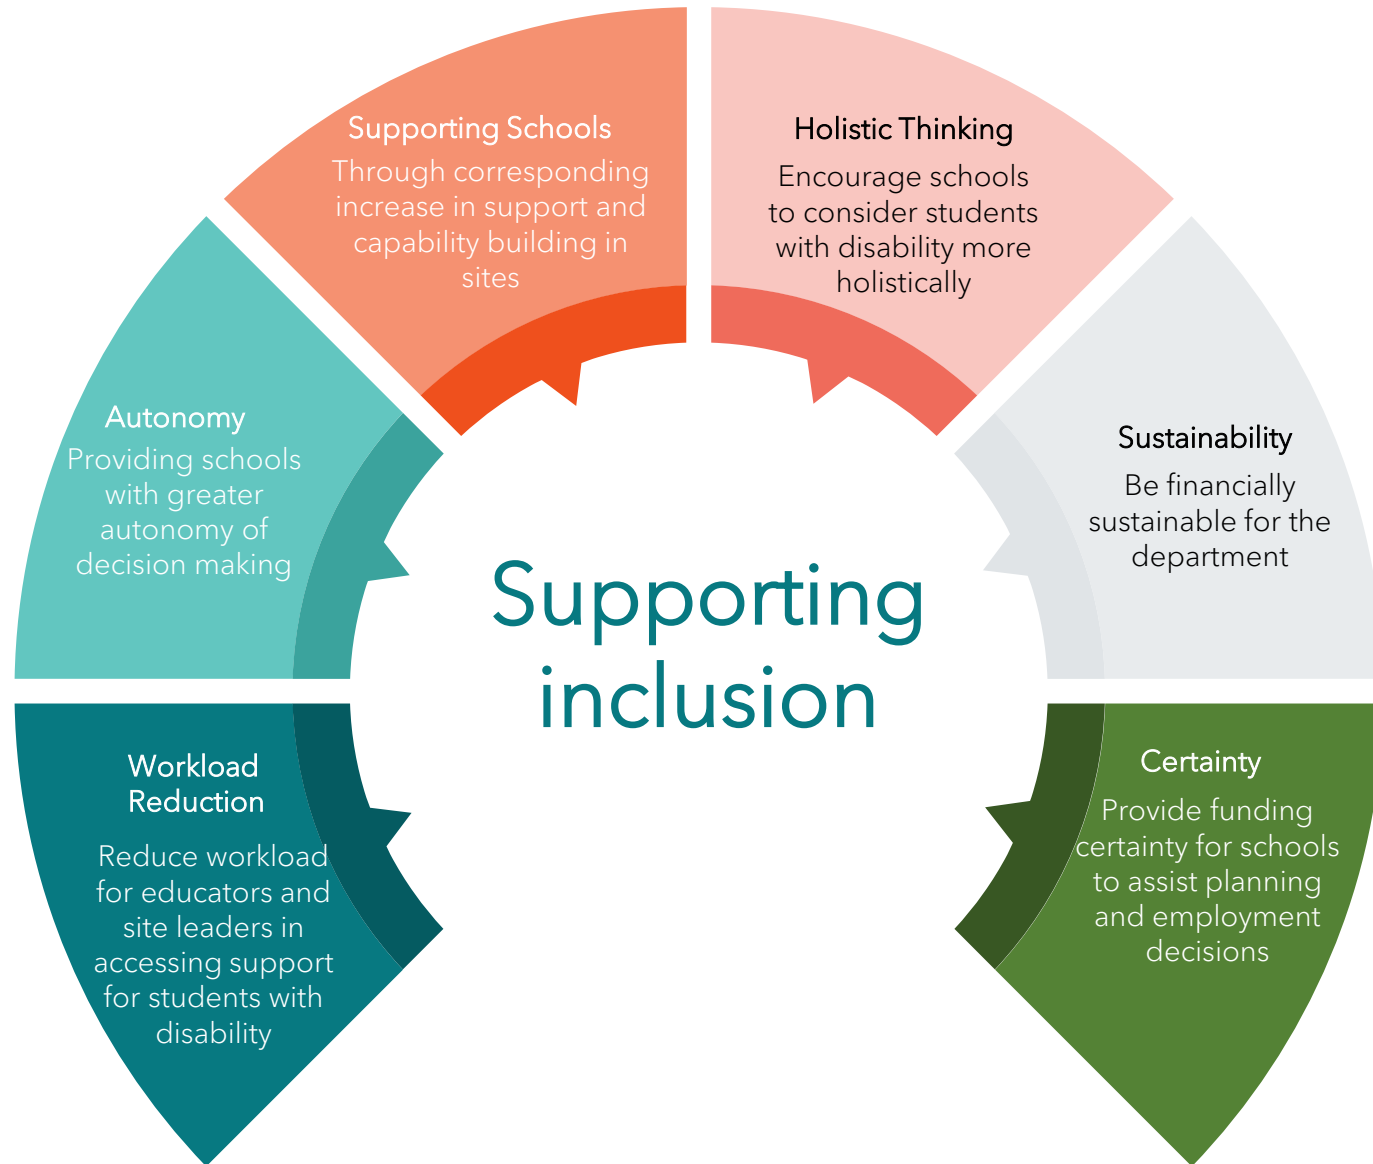 Supporting Schools
Through corresponding
increase in support and
capability building in
sites
Holistic Thinking
Encourage schools
to consider students
with disability more
holistically
Autonomy
Providing schools
with greater
autonomy of
decision making
Sustainability
Be financially
sustainable for the
department
Supporting
inclusion
Workload
Reduction
Reduce workload
for educators and
site leaders in
accessing support
for students with
disability
Certainty
Provide funding
certainty for schools
to assist planning
and employment
decisions